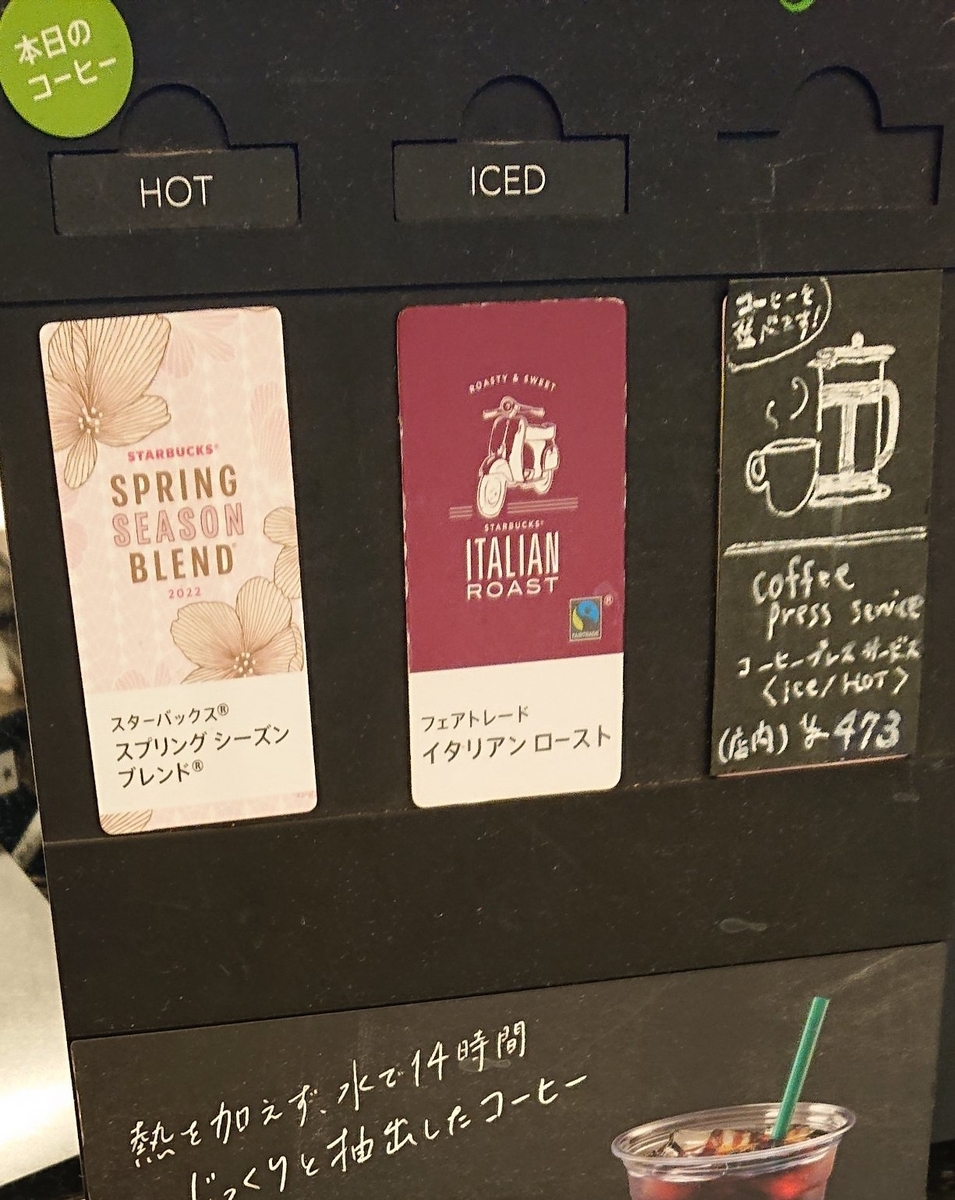 本日の
コーヒー
HOT
ICED
STARBUCKS®
SPRING
SEASON
BLEND®
2022
スターバックス®
スプリング シーズン
ブレンド®
ROASTY & SWEET
STARBUCKS®
ITALIAN
ROAST
FAIRTRADE
®
フェアトレード
イタリアン ロースト
コーヒーを
Coffee
press service
コーヒープレス サービス
〈ice/HOT〉
(店内) ¥473
熱を加えず、水で14時間
じっくりと抽出したコーヒー